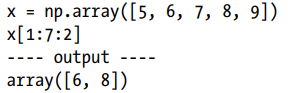 x = np.array([5, 6, 7, 8, 9])
x[1:7:2]
---- output ----
array([6, 8])